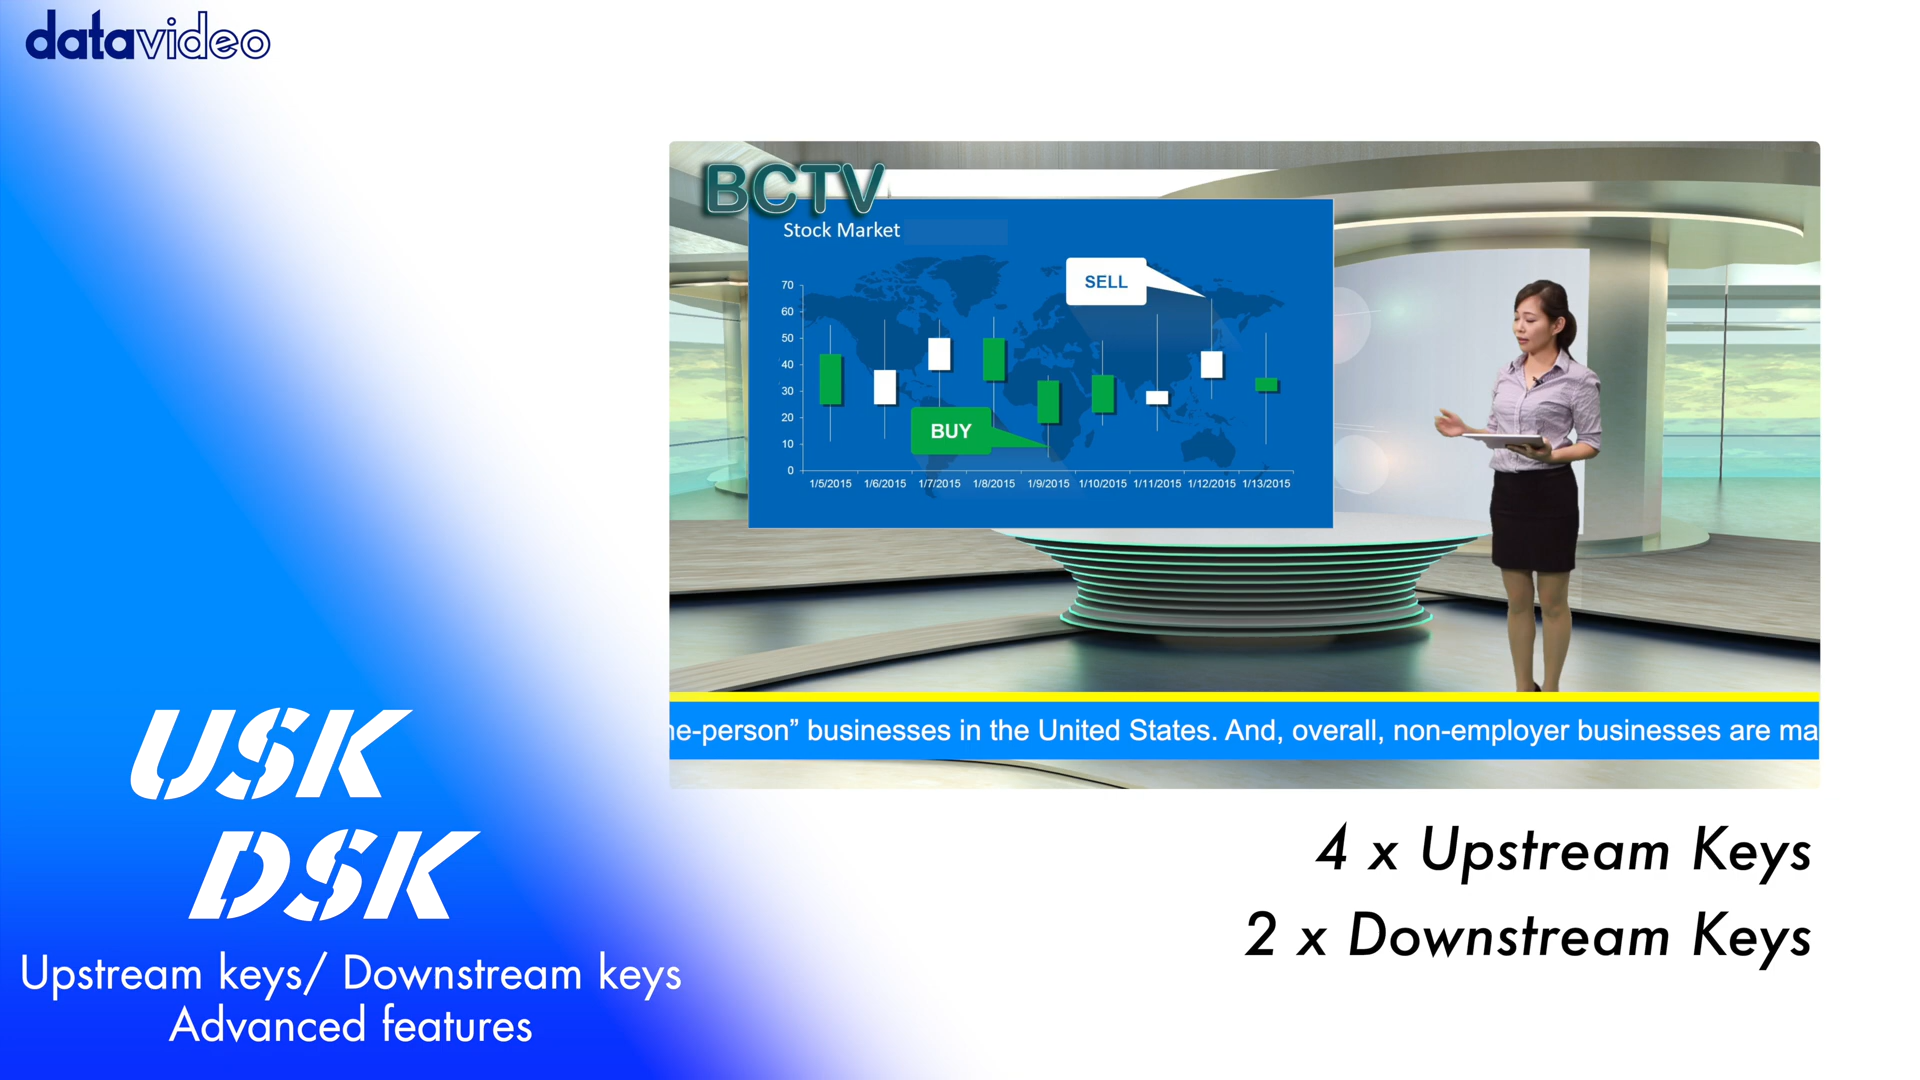 datavideo
BCTV
Stock Market
SELL
70
60
50
40
30
20
10
0
BUY
1/5/2015 1/6/2015 1/7/2015 1/8/2015 1/9/2015 1/10/2015 1/11/2015 1/12/2015 1/13/2015
ne-person” businesses in the United States. And, overall, non-employer businesses are ma
USK
DSK
Upstream keys/ Downstream keys
Advanced features
4 x Upstream Keys
2 x Downstream Keys